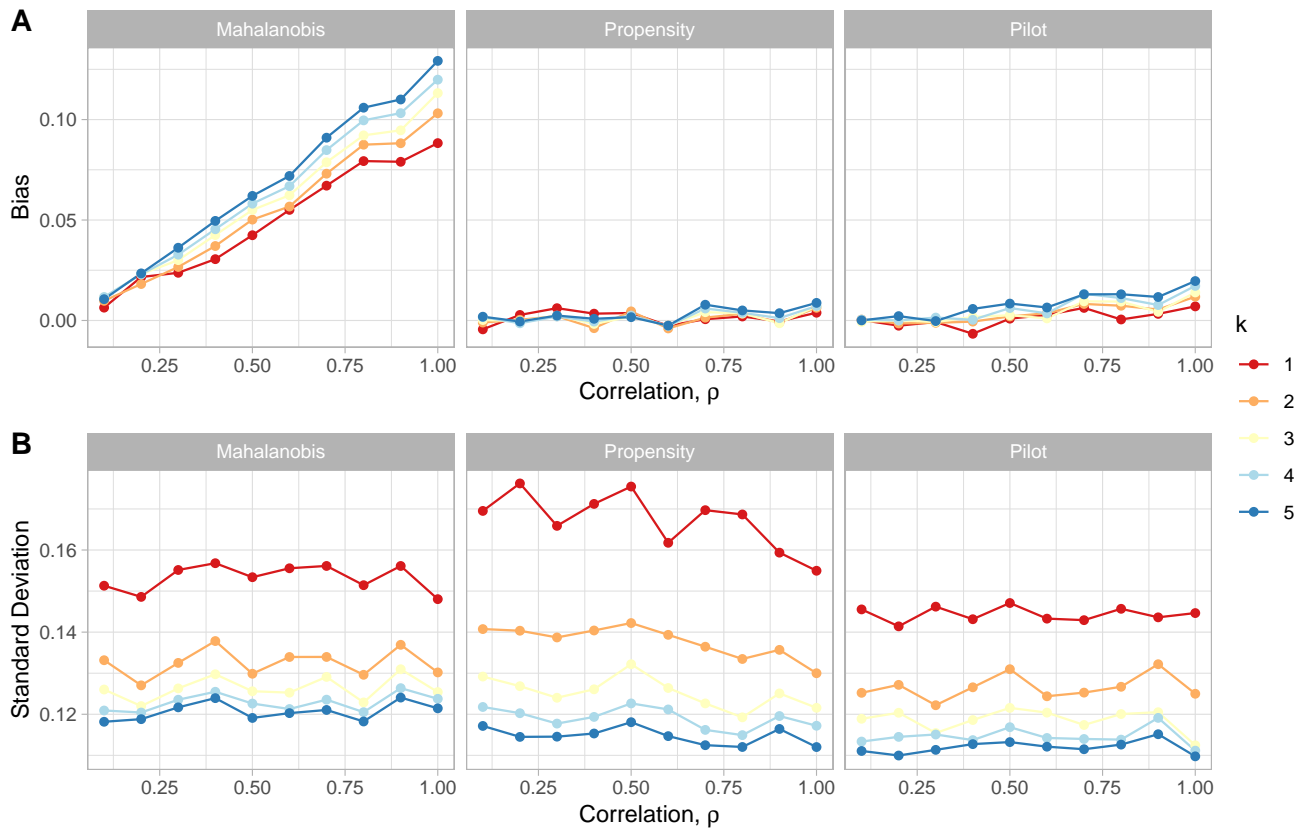 A
Mahalanobis
Propensity
Pilot
Bias
0.10
0.05
0.00
0.25
0.50
0.75
1.00
0.25
0.50
0.75
1.00
0.25
0.50
0.75
1.00
Correlation, ρ
k
1
2
3
4
5
B
Mahalanobis
Propensity
Pilot
Standard Deviation
0.16
0.14
0.12
0.25
0.50
0.75
1.00
0.25
0.50
0.75
1.00
0.25
0.50
0.75
1.00
Correlation, ρ